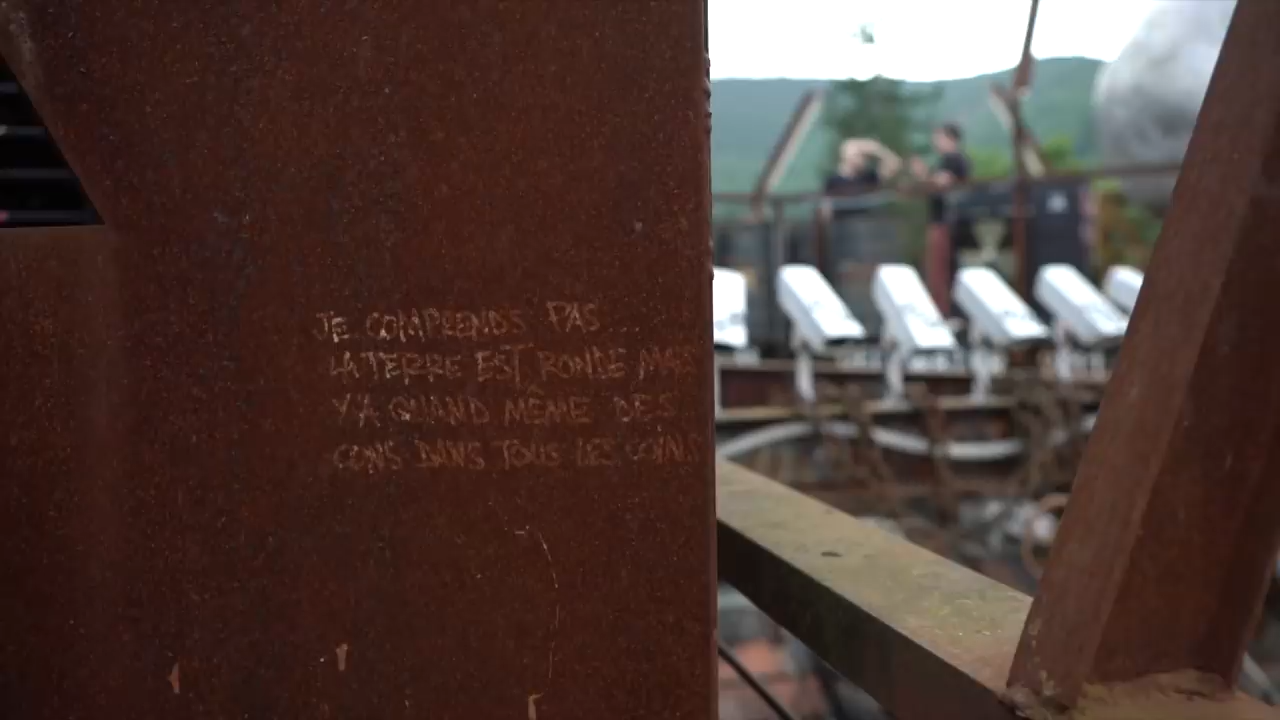 JE COMPRENDS PAS
LA TERRE EST RONDE MAIS
Y'A QUAND MÊME DES
CONS DANS TOUS LES COINS